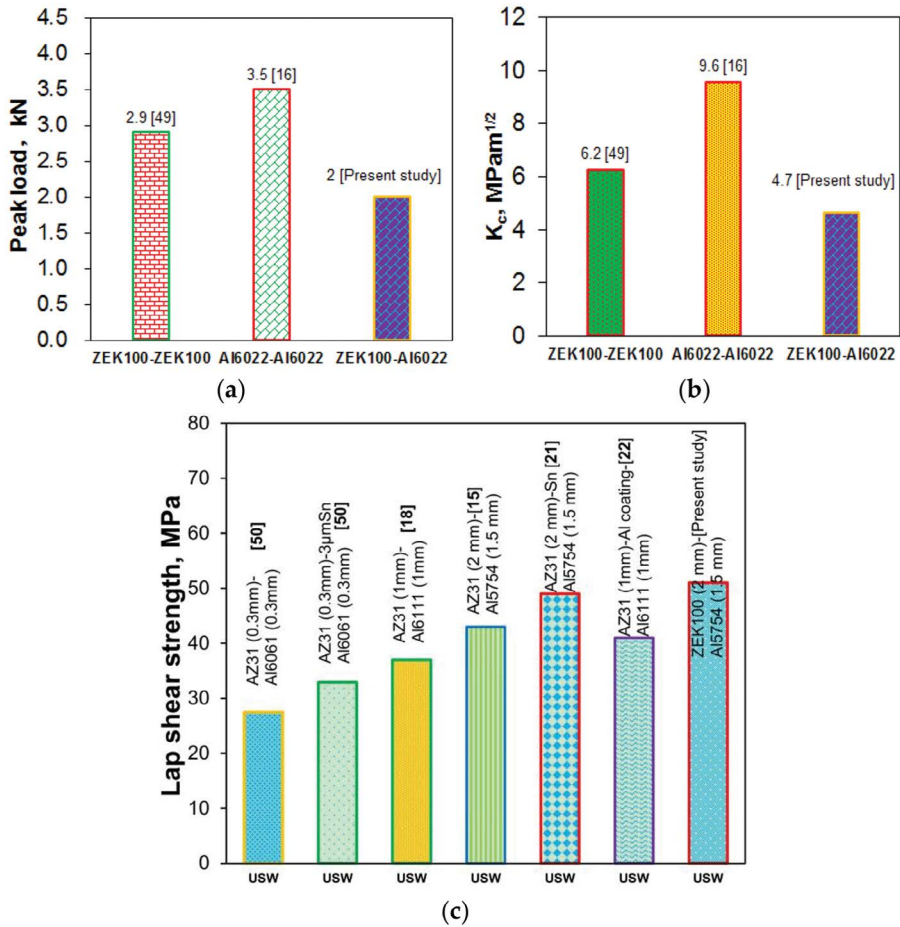 4.5
4.0
3.5
3.0
2.5
2.0
1.5
1.0
0.5
0.0
Peak load, kN
2.9 [49]
3.5 [16]
2 [Present study]
ZEK100-ZEK100
Al6022-Al6022
ZEK100-Al6022
(a)
12
10
8
6
4
2
0
Kc, MPam1/2
6.2 [49]
9.6 [16]
4.7 [Present study]
ZEK100-ZEK100
Al6022-Al6022
ZEK100-Al6022
(b)
80
70
60
50
40
30
20
10
0
Lap shear strength, MPa
AZ31 (0.3mm)- [50]
Al6061 (0.3mm)
AZ31 (0.3mm)-3µmSn [50]
Al6061 (0.3mm)
AZ31 (1mm)- [18]
Al6111 (1mm)
AZ31 (2 mm)-[15]
Al5754 (1.5 mm)
AZ31 (2 mm)-Sn [21]
Al5754 (1.5 mm)
AZ31 (1mm)-Al coating-[22]
Al6111 (1mm)
ZEK100 (2 mm)-[Present study]
Al5754 (1.5 mm)
USW
USW
USW
USW
USW
USW
USW
(c)